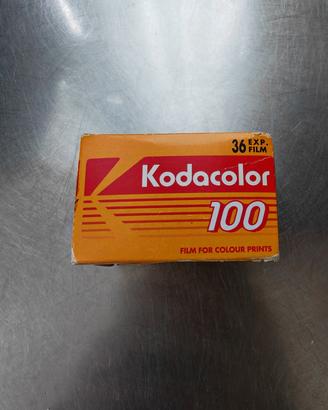 36 EXP.
FILM
Kodacolor
100
FILM FOR COLOUR PRINTS